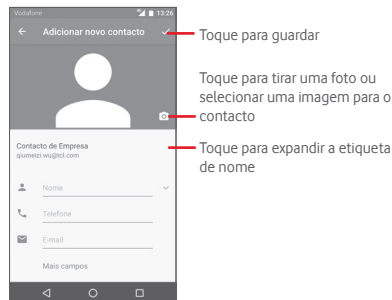 Vodafone 13:26
Adicionar novo contacto
Toque para guardar
Toque para tirar uma foto ou
selecionar uma imagem para o
contacto
Contacto de Empresa
qiumeizi.wu@tcl.com
Toque para expandir a etiqueta
de nome
Nome
Telefone
E-mail
Mais campos